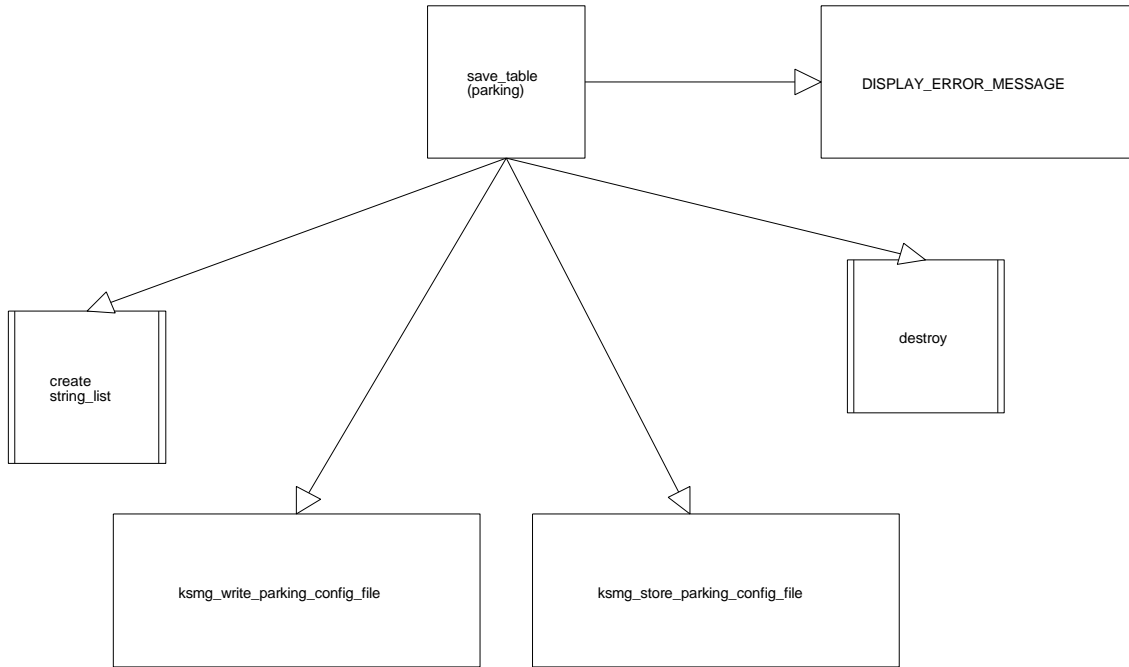 save_table
(parking)
DISPLAY_ERROR_MESSAGE
destroy
create
string_list
ksmg_write_parking_config_file
ksmg_store_parking_config_file